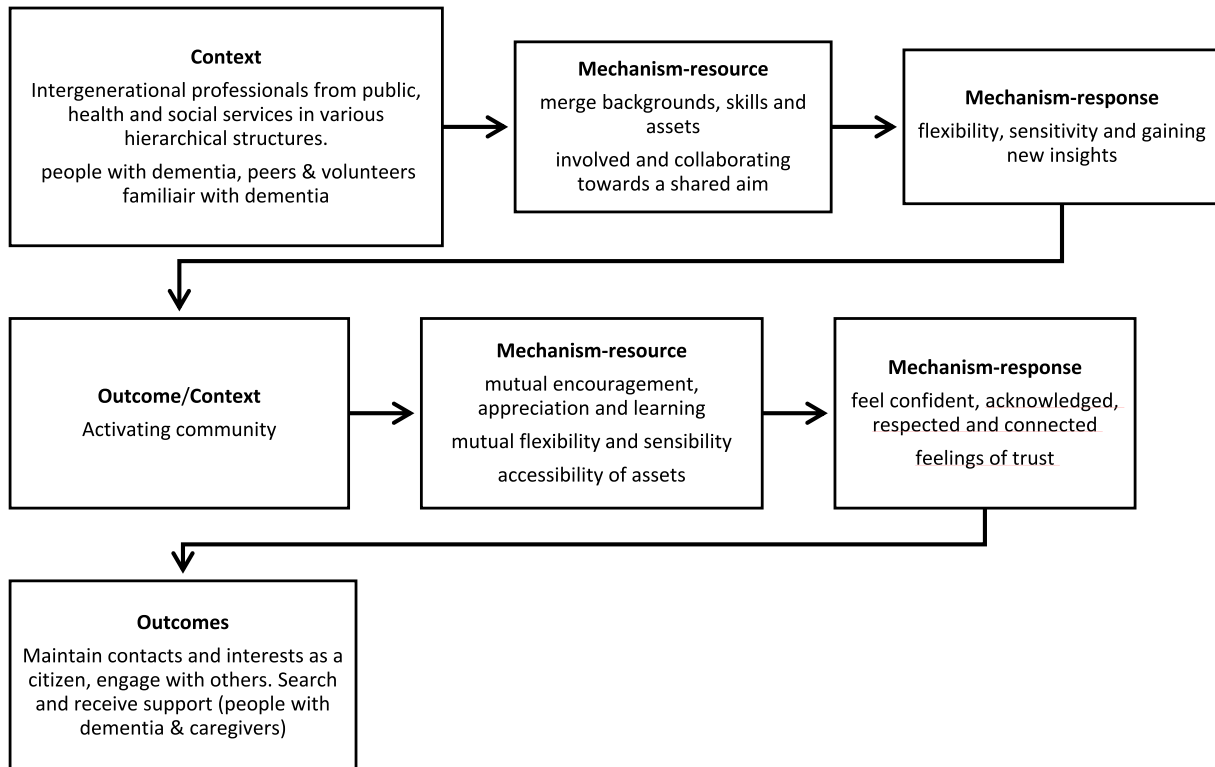 Context
Intergenerational professionals from public,
health and social services in various
hierarchical structures.
people with dementia, peers & volunteers
familiair with dementia
Mechanism-resource
merge backgrounds, skills and
assets
involved and collaborating
towards a shared aim
Mechanism-response
flexibility, sensitivity and gaining
new insights
Outcome/Context
Activating community
Mechanism-resource
mutual encouragement,
appreciation and learning
mutual flexibility and sensibility
accessibility of assets
Mechanism-response
feel confident, acknowledged,
respected and connected
feelings of trust
Outcomes
Maintain contacts and interests as a
citizen, engage with others. Search
and receive support (people with
dementia & caregivers)